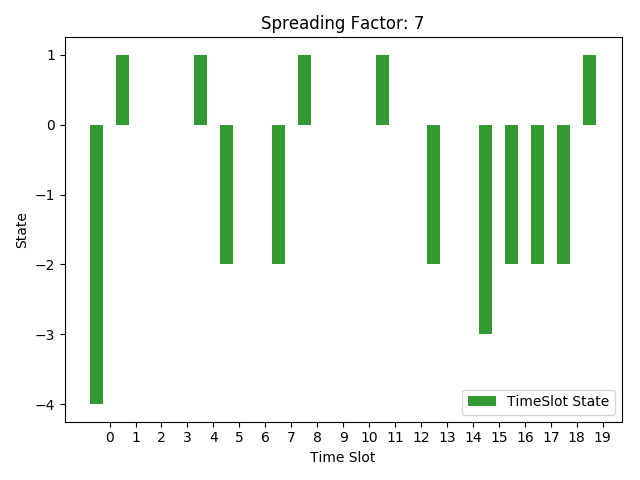 Spreading Factor: 7
State
1
0
−1
−2
−3
−4
0 1 2 3 4 5 6 7 8 9 10 11 12 13 14 15 16 17 18 19
Time Slot
TimeSlot State